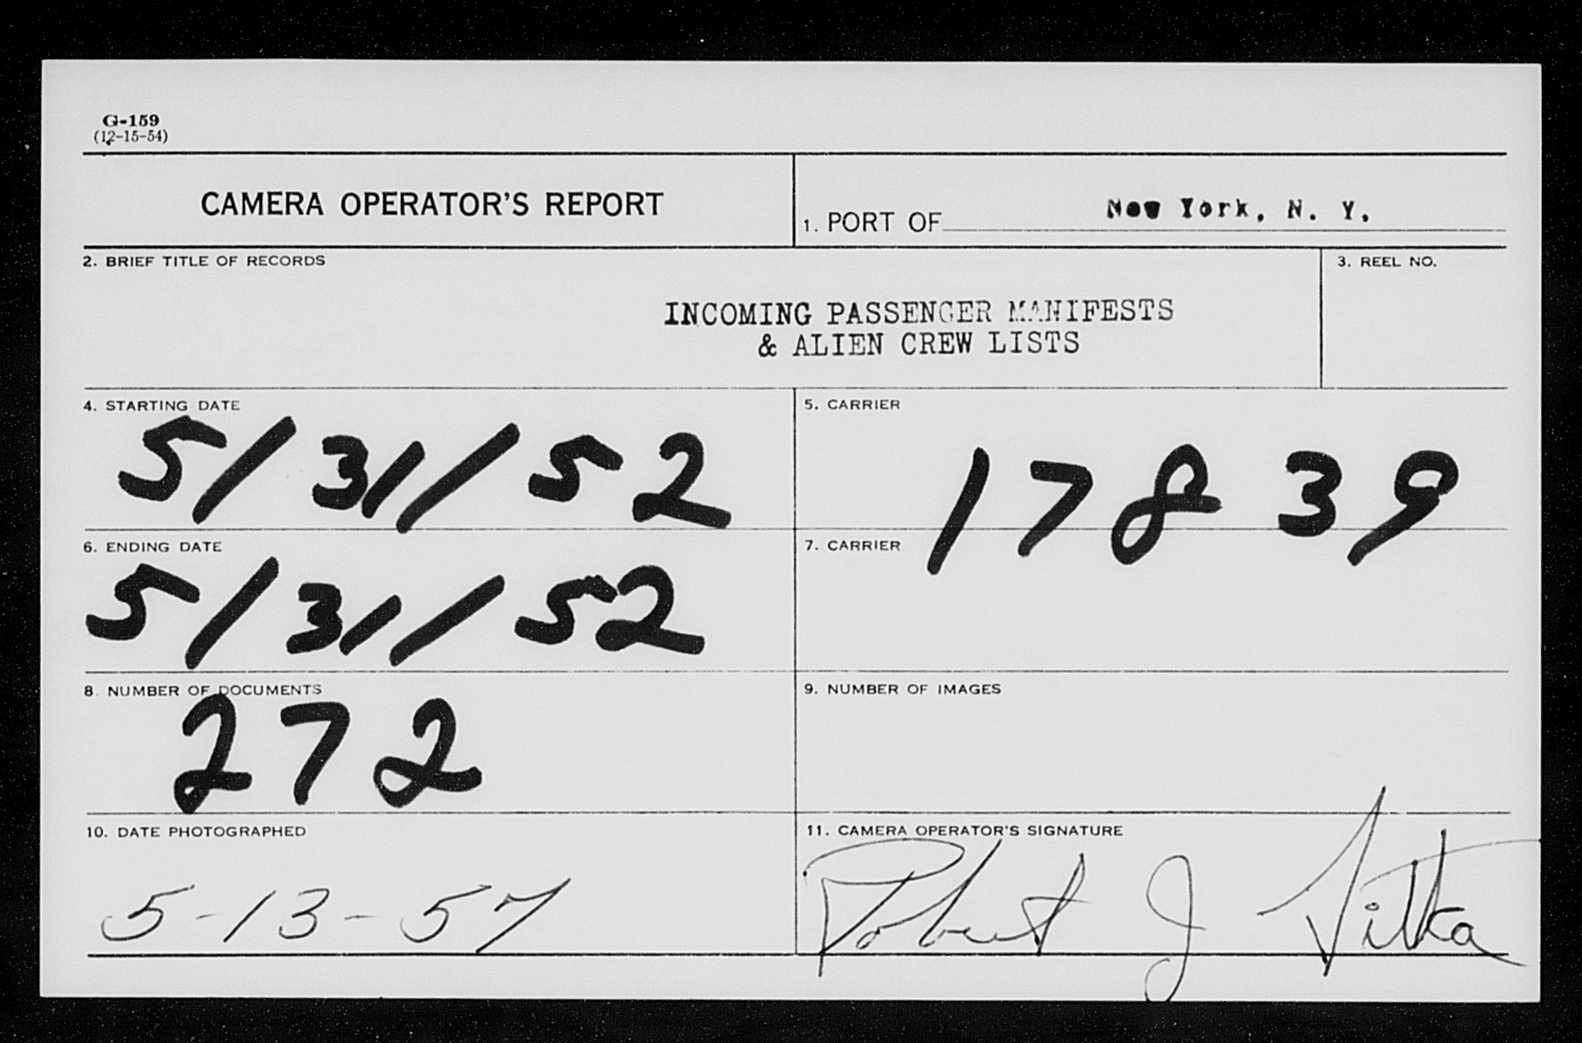 G-159
(12-15-54)
CAMERA OPERATOR'S REPORT
1. PORT OF New York, N. Y.
2. BRIEF TITLE OF RECORDS
3. REEL NO.
INCOMING PASSENGER MANIFESTS
& ALIEN CREW LISTS
4. STARTING DATE
5/31/52
5. CARRIER
17839
6. ENDING DATE
5/31/52
7. CARRIER
8. NUMBER OF DOCUMENTS
272
9. NUMBER OF IMAGES
10. DATE PHOTOGRAPHED
5-13-57
11. CAMERA OPERATOR'S SIGNATURE
Robert J